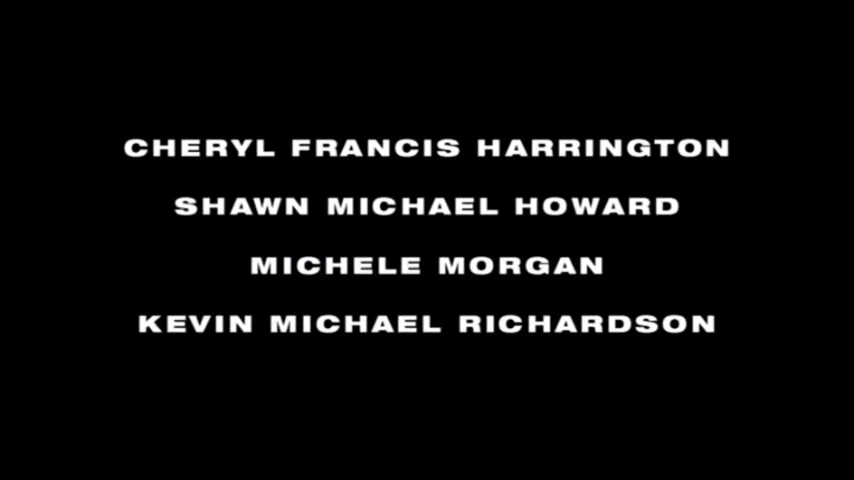 CHERYL FRANCIS HARRINGTON
SHAWN MICHAEL HOWARD
MICHELE MORGAN
KEVIN MICHAEL RICHARDSON